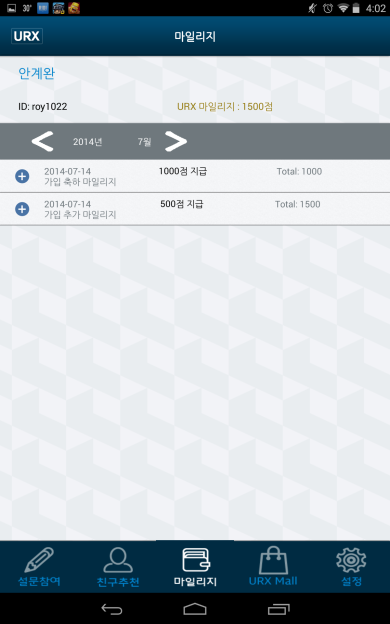 30° 4:02
URX 마일리지
안계완
ID: roy1022 URX 마일리지 : 1500점
2014년 7월
2014-07-14 1000점 지급 Total: 1000
가입 축하 마일리지
2014-07-14 500점 지급 Total: 1500
가입 추가 마일리지
설문참여 친구추천 마일리지 URX Mall 설정